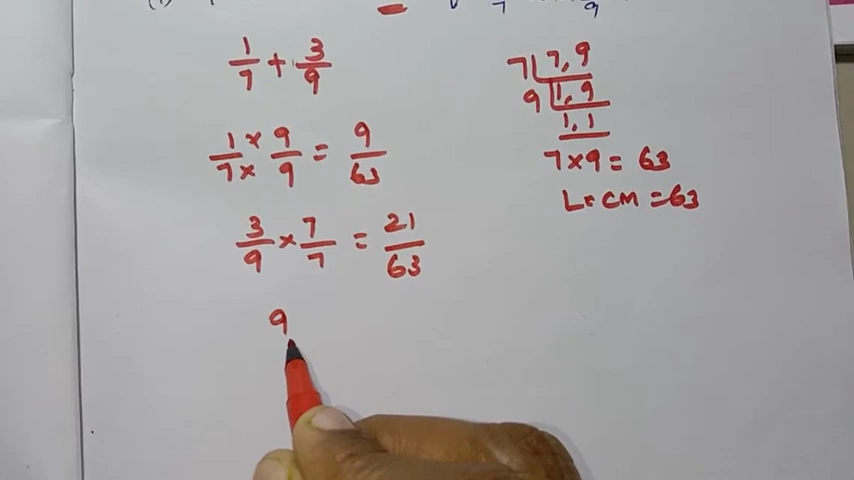 1/7 + 3/9
1/7 × 9/9 = 9/63
3/9 × 7/7 = 21/63
9
7 | 7, 9
9 | 1, 9
1, 1
7 × 9 = 63
L.CM = 63